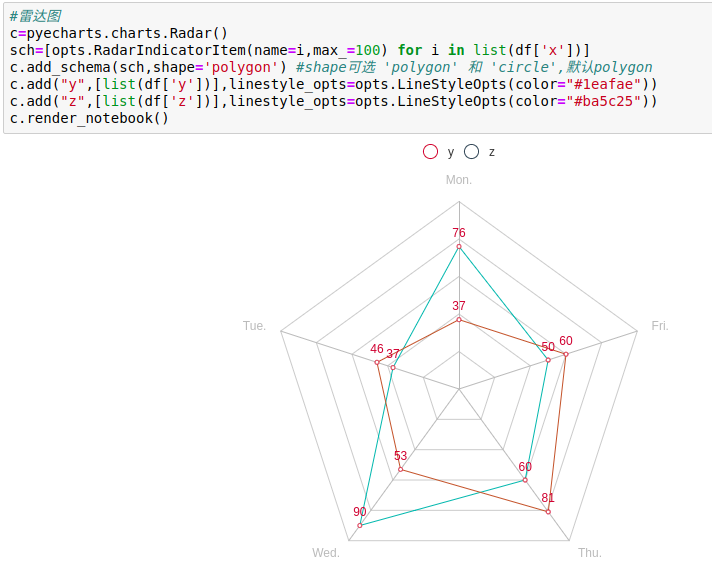 #雷达图
c=pyecharts.charts.Radar()
sch=[opts.RadarIndicatorItem(name=i,max_=100) for i in list(df['x'])]
c.add_schema(sch,shape='polygon') #shape可选 'polygon' 和 'circle',默认polygon
c.add("y",[list(df['y'])],linestyle_opts=opts.LineStyleOpts(color="#1eafae"))
c.add("z",[list(df['z'])],linestyle_opts=opts.LineStyleOpts(color="#ba5c25"))
c.render_notebook()
y z
Mon.
76
37
Tue.
Fri.
46 37
50 60
53
60
90
81
Wed.
Thu.